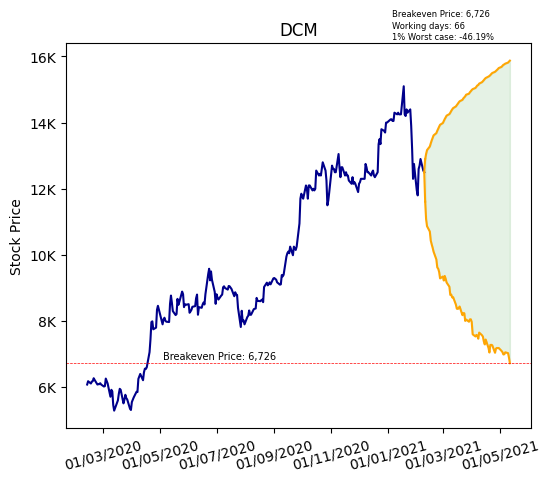 Breakeven Price: 6,726
Working days: 66
1% Worst case: -46.19%
DCM
16K
14K
12K
10K
8K
6K
Stock Price
Breakeven Price: 6,726
01/03/2020
01/05/2020
01/07/2020
01/09/2020
01/11/2020
01/01/2021
01/03/2021
01/05/2021